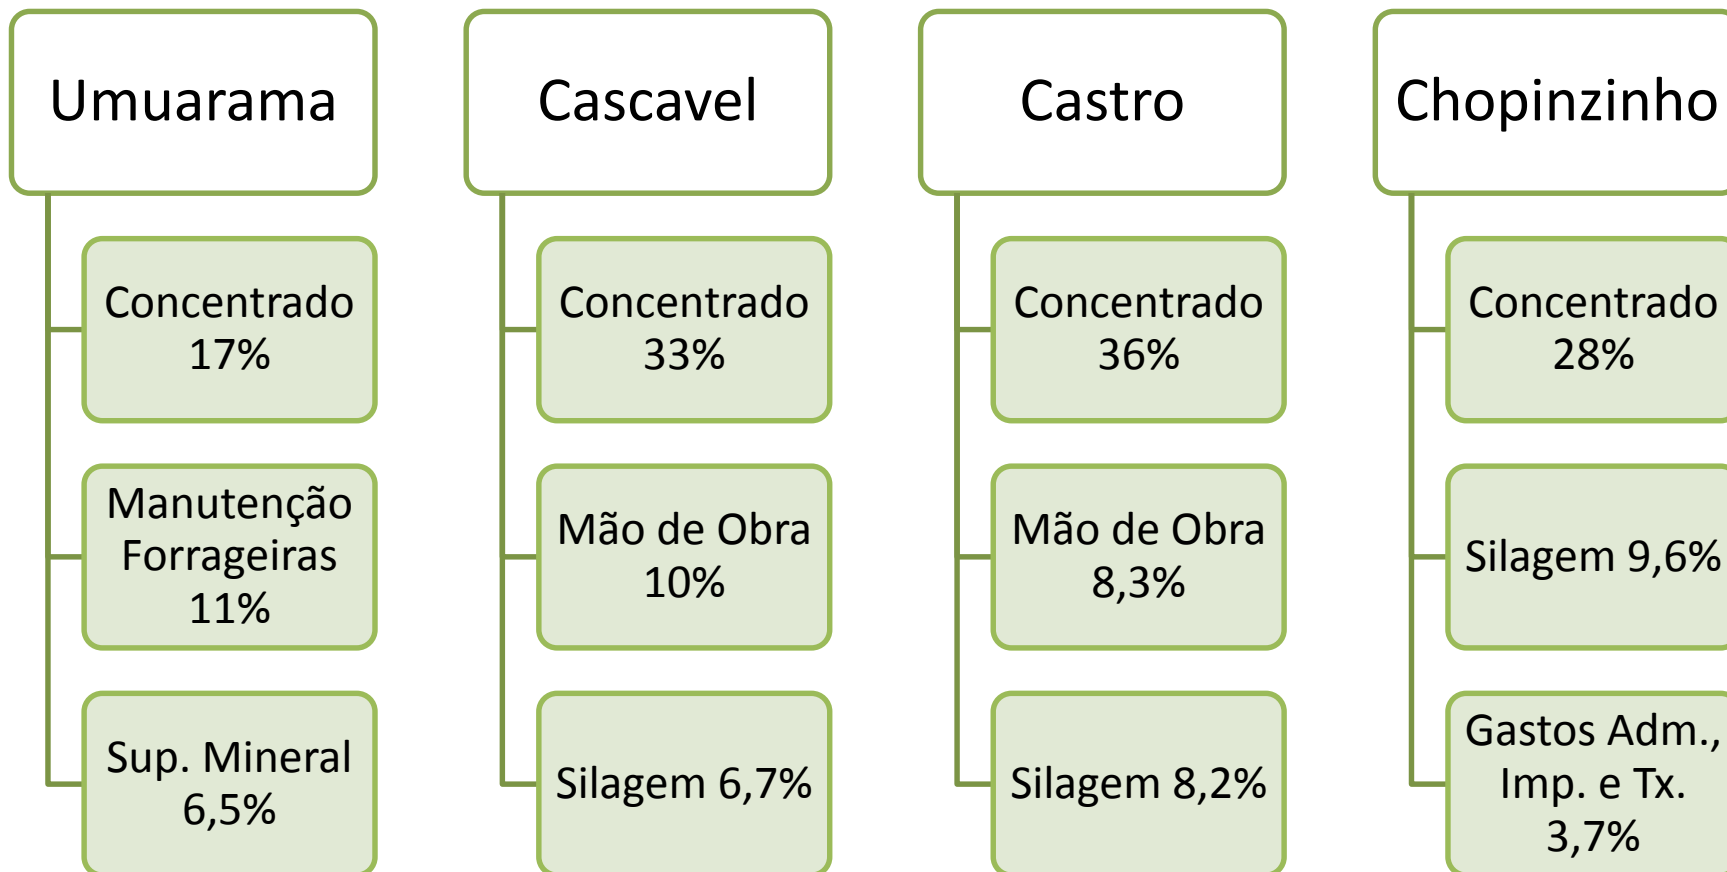 Umuarama
Concentrado
17%
Manutenção
Forrageiras
11%
Sup. Mineral
6,5%
Cascavel
Concentrado
33%
Mão de Obra
10%
Silagem 6,7%
Castro
Concentrado
36%
Mão de Obra
8,3%
Silagem 8,2%
Chopinzinho
Concentrado
28%
Silagem 9,6%
Gastos Adm.,
Imp. e Tx.
3,7%